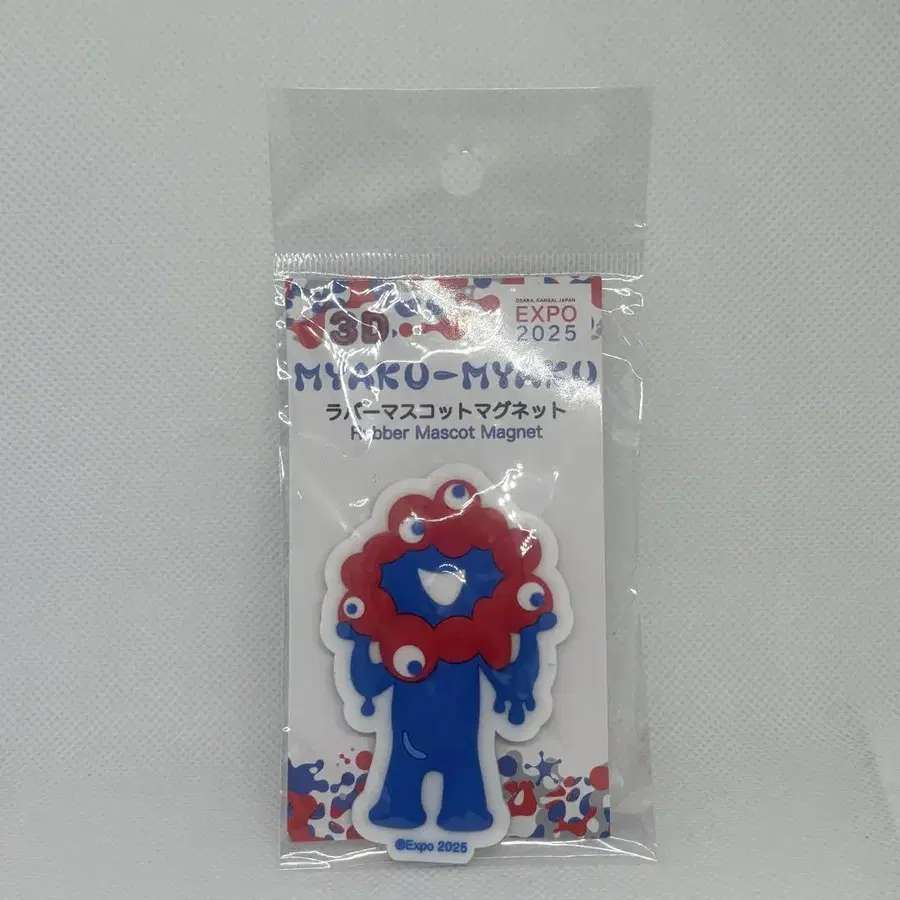 3D
OSAKA, KANSAI, JAPAN
EXPO
2025
MYAKU-MYAKU
ラバーマスコットマグネット
Rubber Mascot Magnet
©Expo 2025